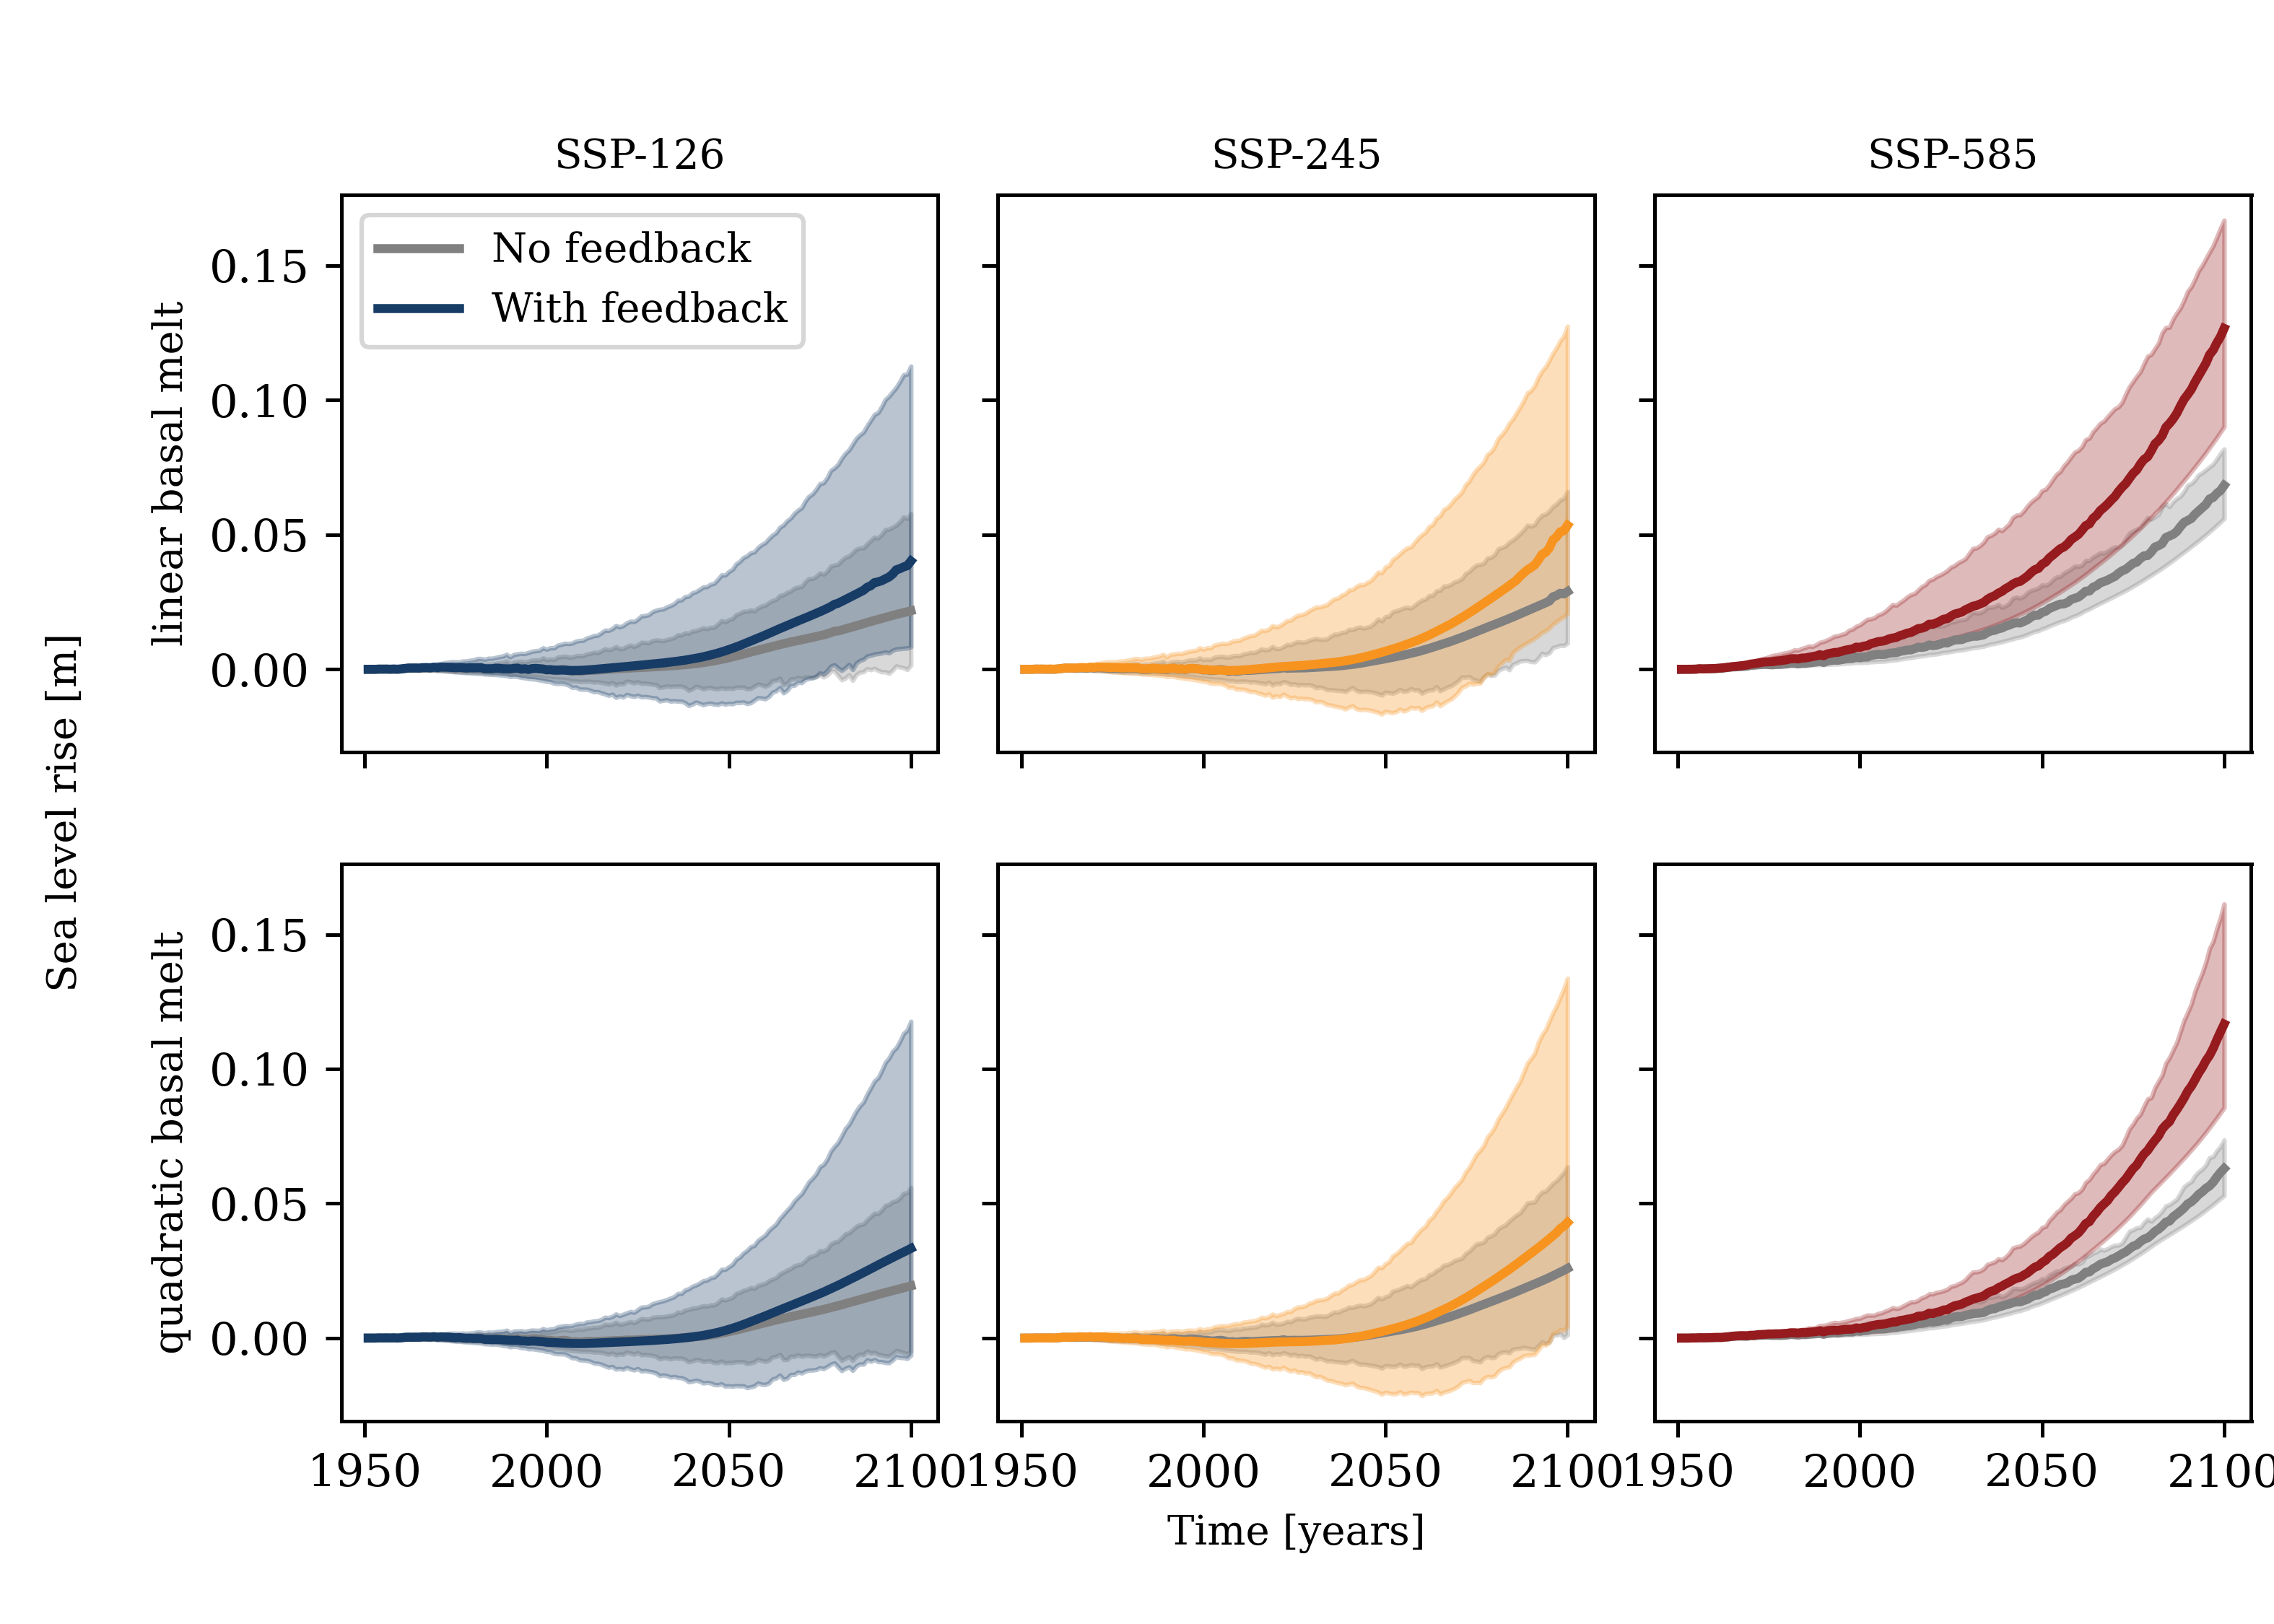 SSP-126
SSP-245
SSP-585
No feedback
With feedback
0.15
0.10
0.05
0.00
linear basal melt
Sea level rise [m]
0.15
0.10
0.05
0.00
quadratic basal melt
1950 2000 2050 2100
1950 2000 2050 2100
1950 2000 2050 2100
Time [years]